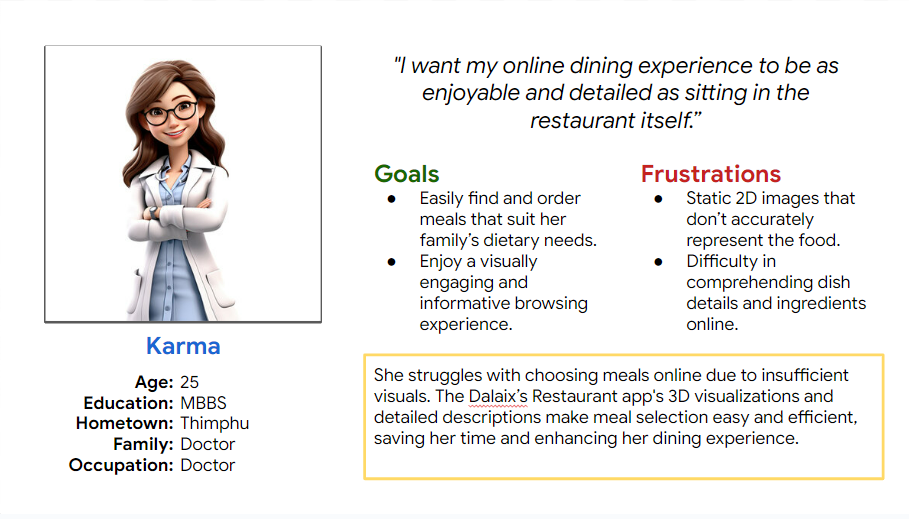 "I want my online dining experience to be as
enjoyable and detailed as sitting in the
restaurant itself.”
Goals
● Easily find and order
meals that suit her
family’s dietary needs.
● Enjoy a visually
engaging and
informative browsing
experience.
Frustrations
● Static 2D images that
don’t accurately
represent the food.
● Difficulty in
comprehending dish
details and ingredients
online.
Karma
Age: 25
Education: MBBS
Hometown: Thimphu
Family: Doctor
Occupation: Doctor
She struggles with choosing meals online due to insufficient
visuals. The Dalaix’s Restaurant app's 3D visualizations and
detailed descriptions make meal selection easy and efficient,
saving her time and enhancing her dining experience.